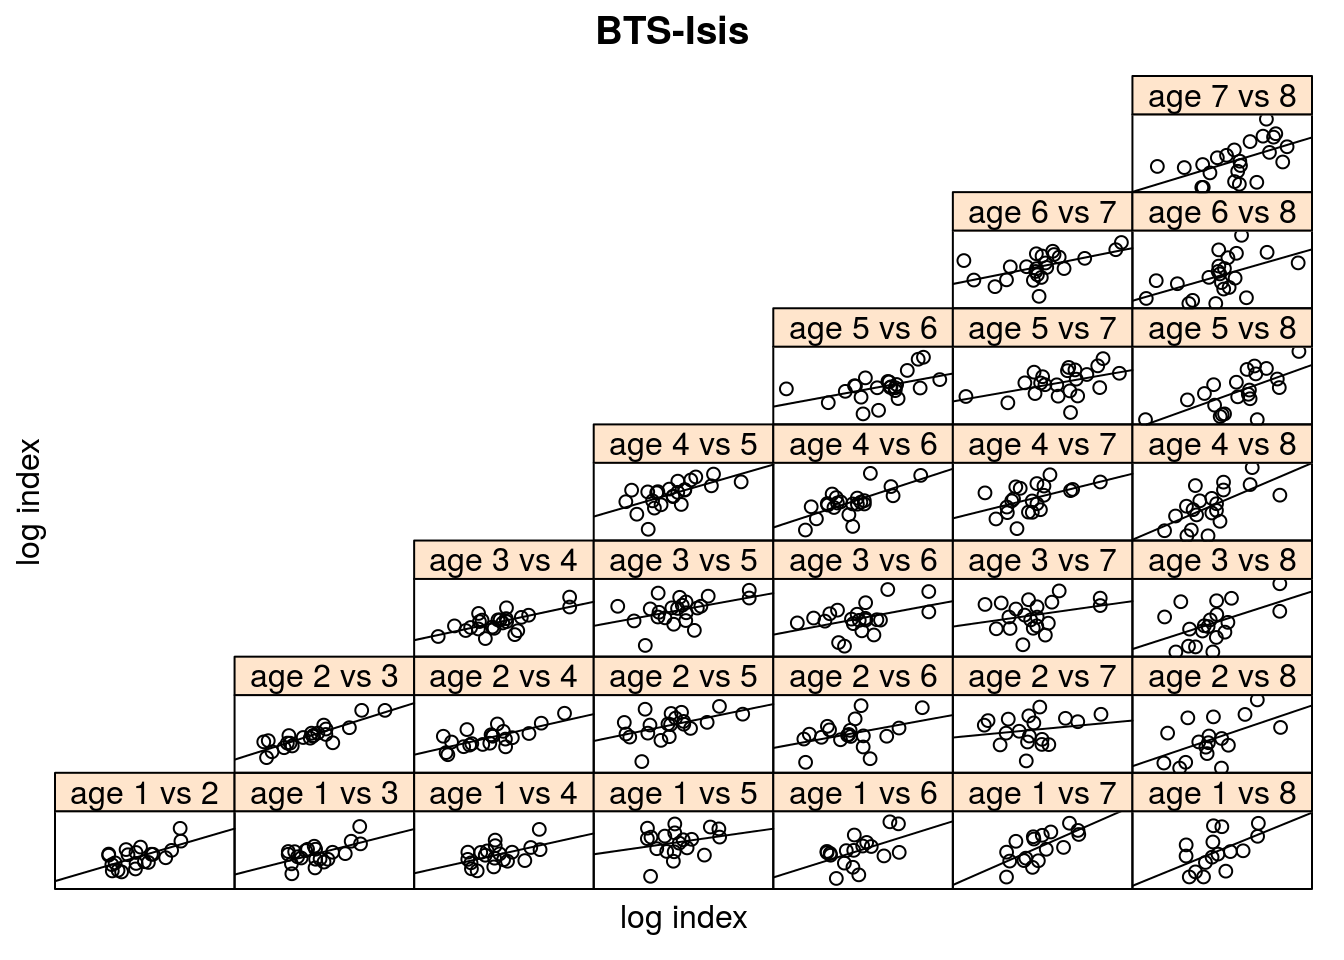 BTS-Isis
age 7 vs 8
age 6 vs 7 age 6 vs 8
age 5 vs 6 age 5 vs 7 age 5 vs 8
age 4 vs 5 age 4 vs 6 age 4 vs 7 age 4 vs 8
age 3 vs 4 age 3 vs 5 age 3 vs 6 age 3 vs 7 age 3 vs 8
age 2 vs 3 age 2 vs 4 age 2 vs 5 age 2 vs 6 age 2 vs 7 age 2 vs 8
age 1 vs 2 age 1 vs 3 age 1 vs 4 age 1 vs 5 age 1 vs 6 age 1 vs 7 age 1 vs 8
log index
log index